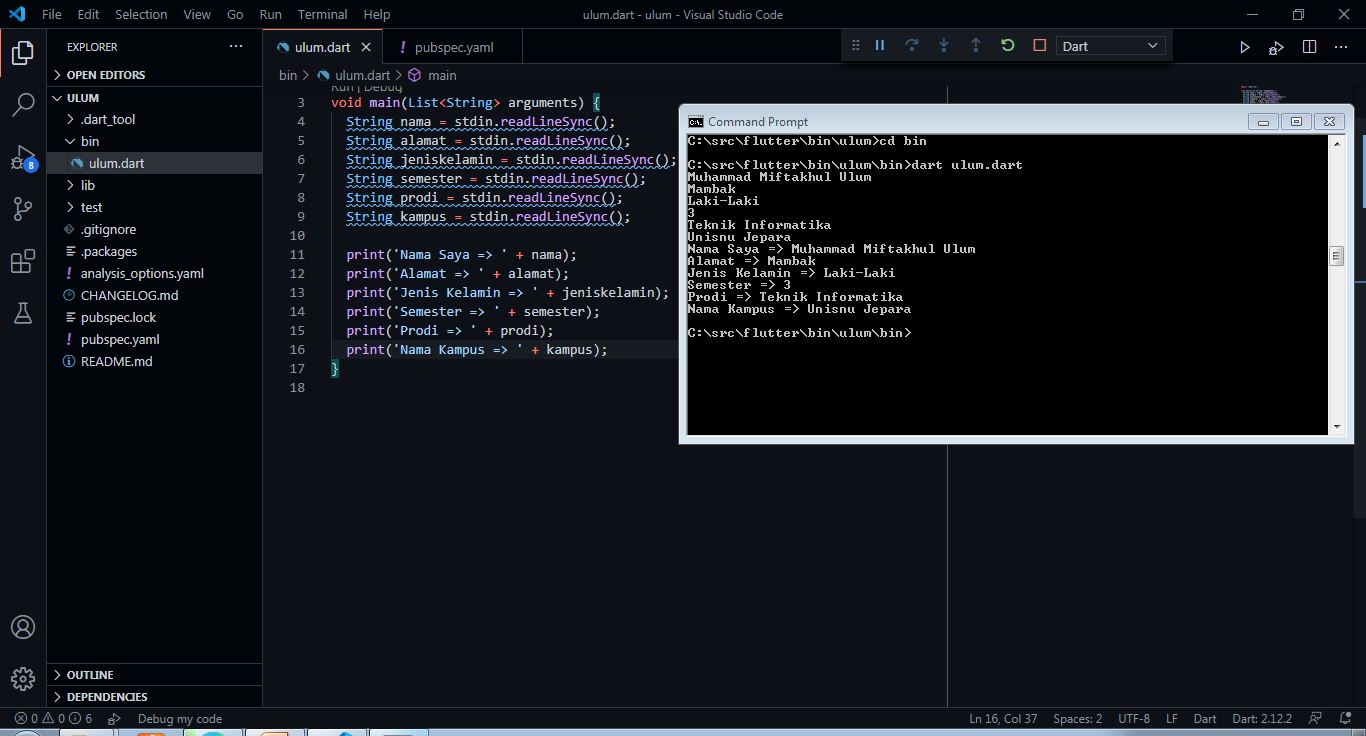 File Edit Selection View Go Run Terminal Help
ulum.dart - ulum - Visual Studio Code
EXPLORER
OPEN EDITORS
ULUM
.dart_tool
bin
ulum.dart
lib
test
.gitignore
.packages
analysis_options.yaml
CHANGELOG.md
pubspec.lock
pubspec.yaml
README.md
OUTLINE
DEPENDENCIES
8
ulum.dart
pubspec.yaml
Dart
bin > ulum.dart > main
Run | Debug
3 void main(List<String> arguments) {
4 String nama = stdin.readLineSync();
5 String alamat = stdin.readLineSync();
6 String jeniskelamin = stdin.readLineSync();
7 String semester = stdin.readLineSync();
8 String prodi = stdin.readLineSync();
9 String kampus = stdin.readLineSync();
10
11 print('Nama Saya => ' + nama);
12 print('Alamat => ' + alamat);
13 print('Jenis Kelamin => ' + jeniskelamin);
14 print('Semester => ' + semester);
15 print('Prodi => ' + prodi);
16 print('Nama Kampus => ' + kampus);
17 }
18
Command Prompt
C:\src\flutter\bin\ulum>cd bin
C:\src\flutter\bin\ulum\bin>dart ulum.dart
Muhammad Miftakhul Ulum
Mambak
Laki-Laki
3
Teknik Informatika
Unisnu Jepara
Nama Saya => Muhammad Miftakhul Ulum
Alamat => Mambak
Jenis Kelamin => Laki-Laki
Semester => 3
Prodi => Teknik Informatika
Nama Kampus => Unisnu Jepara
C:\src\flutter\bin\ulum\bin>
0 0 6 Debug my code
Ln 16, Col 37 Spaces: 2 UTF-8 LF Dart Dart: 2.12.2